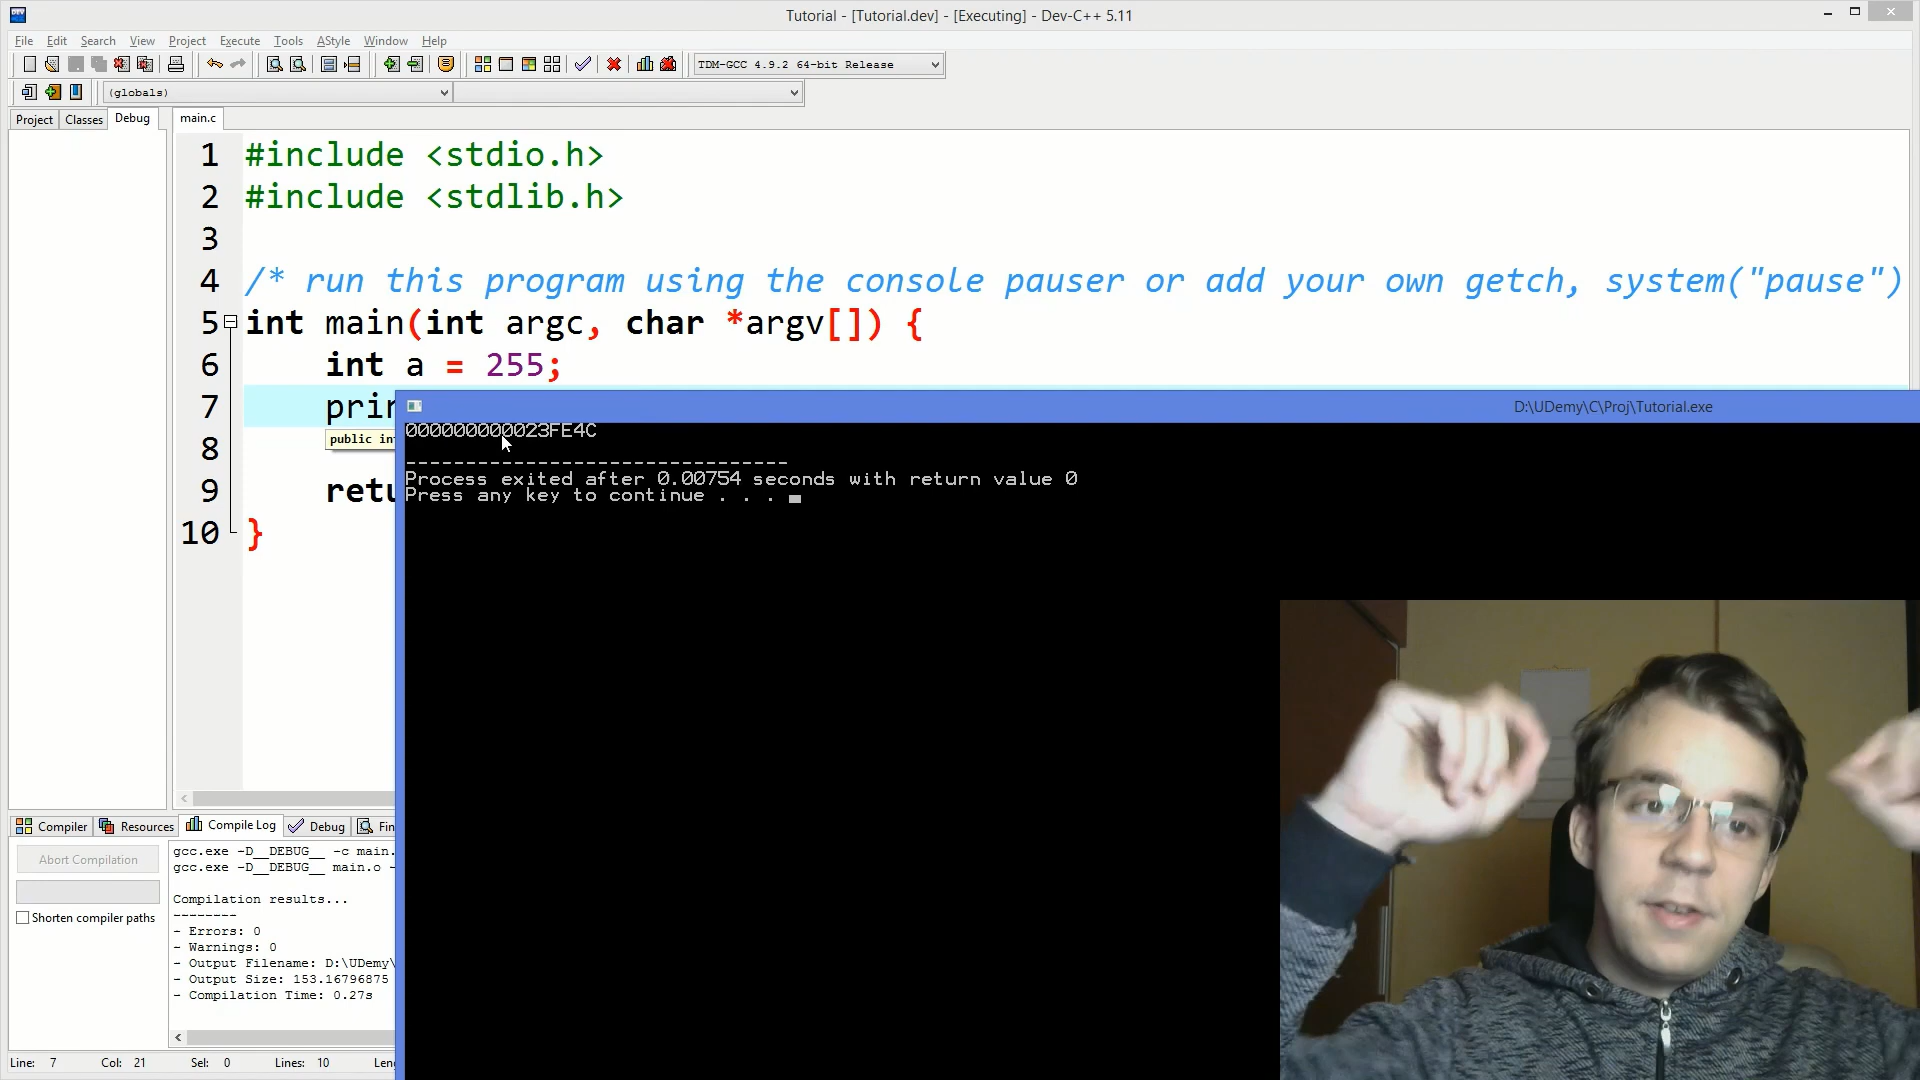 Tutorial - [Tutorial.dev] - [Executing] - Dev-C++ 5.11
File Edit Search View Project Execute Tools AStyle Window Help
TDM-GCC 4.9.2 64-bit Release
(globals)
Project Classes Debug main.c
1 #include <stdio.h>
2 #include <stdlib.h>
3
4 /* run this program using the console pauser or add your own getch, system("pause")
5 int main(int argc, char *argv[]) {
6 int a = 255;
7 prin
D:\UDemy\C\Proj\Tutorial.exe
public in
8
9 retu
10 }
000000000023FE4C
--------------------------------
Process exited after 0.00754 seconds with return value 0
Press any key to continue . . .
Compiler Resources Compile Log Debug Fin
Abort Compilation
Shorten compiler paths
gcc.exe -D__DEBUG__ -c main.
gcc.exe -D__DEBUG__ main.o -
Compilation results...
--------
- Errors: 0
- Warnings: 0
- Output Filename: D:\UDemy\
- Output Size: 153.16796875
- Compilation Time: 0.27s
Line: 7 Col: 21 Sel: 0 Lines: 10 Len